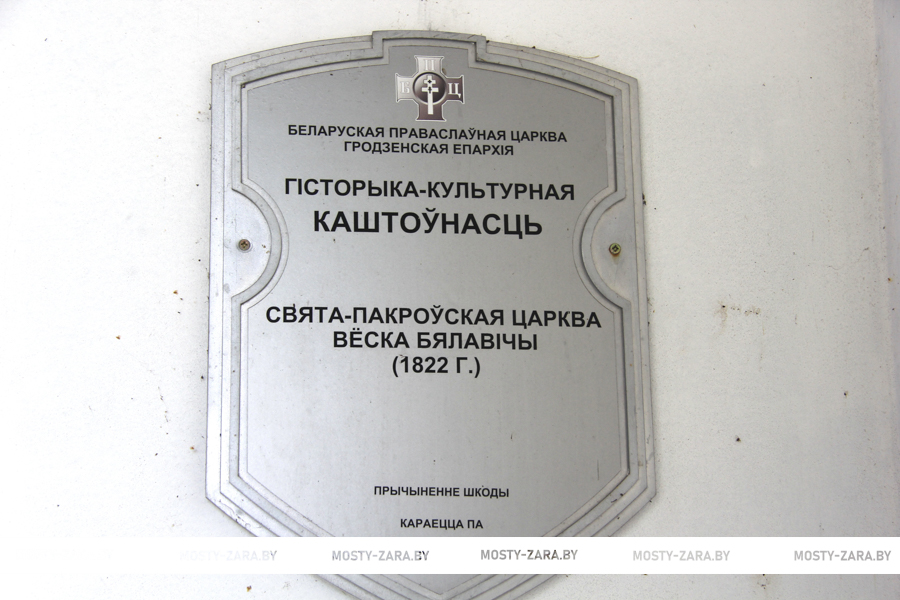 П
Б Ц
БЕЛАРУСКАЯ ПРАВАСЛАЎНАЯ ЦАРКВА
ГРОДЗЕНСКАЯ ЕПАРХІЯ
ГІСТОРЫКА-КУЛЬТУРНАЯ
КАШТОЎНАСЦЬ
СВЯТА-ПАКРОЎСКАЯ ЦАРКВА
ВЁСКА БЯЛАВІЧЫ
(1822 Г.)
ПРЫЧЫНЕННЕ ШКОДЫ
КАРАЕЦЦА ПА
MOSTY-ZARA.BY MOSTY-ZARA.BY MOSTY-ZARA.BY MOSTY-ZARA.BY MOSTY-ZARA.BY